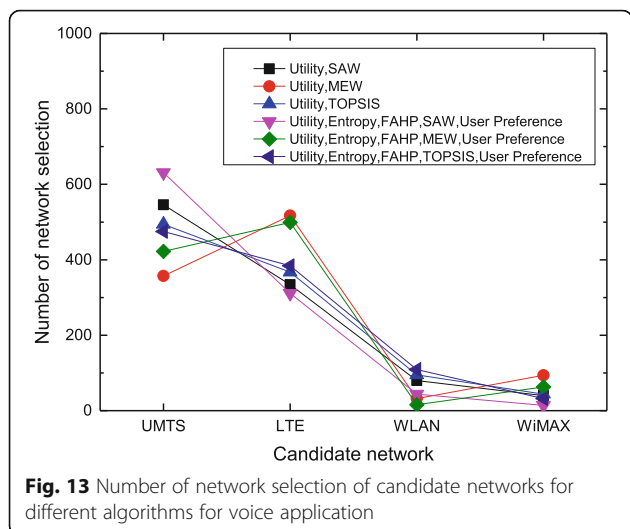 1000
800
600
400
200
0
Number of network selection
Utility,SAW
Utility,MEW
Utility,TOPSIS
Utility,Entropy,FAHP,SAW,User Preference
Utility,Entropy,FAHP,MEW,User Preference
Utility,Entropy,FAHP,TOPSIS,User Preference
UMTS LTE WLAN WiMAX
Candidate network
Fig. 13 Number of network selection of candidate networks for
different algorithms for voice application